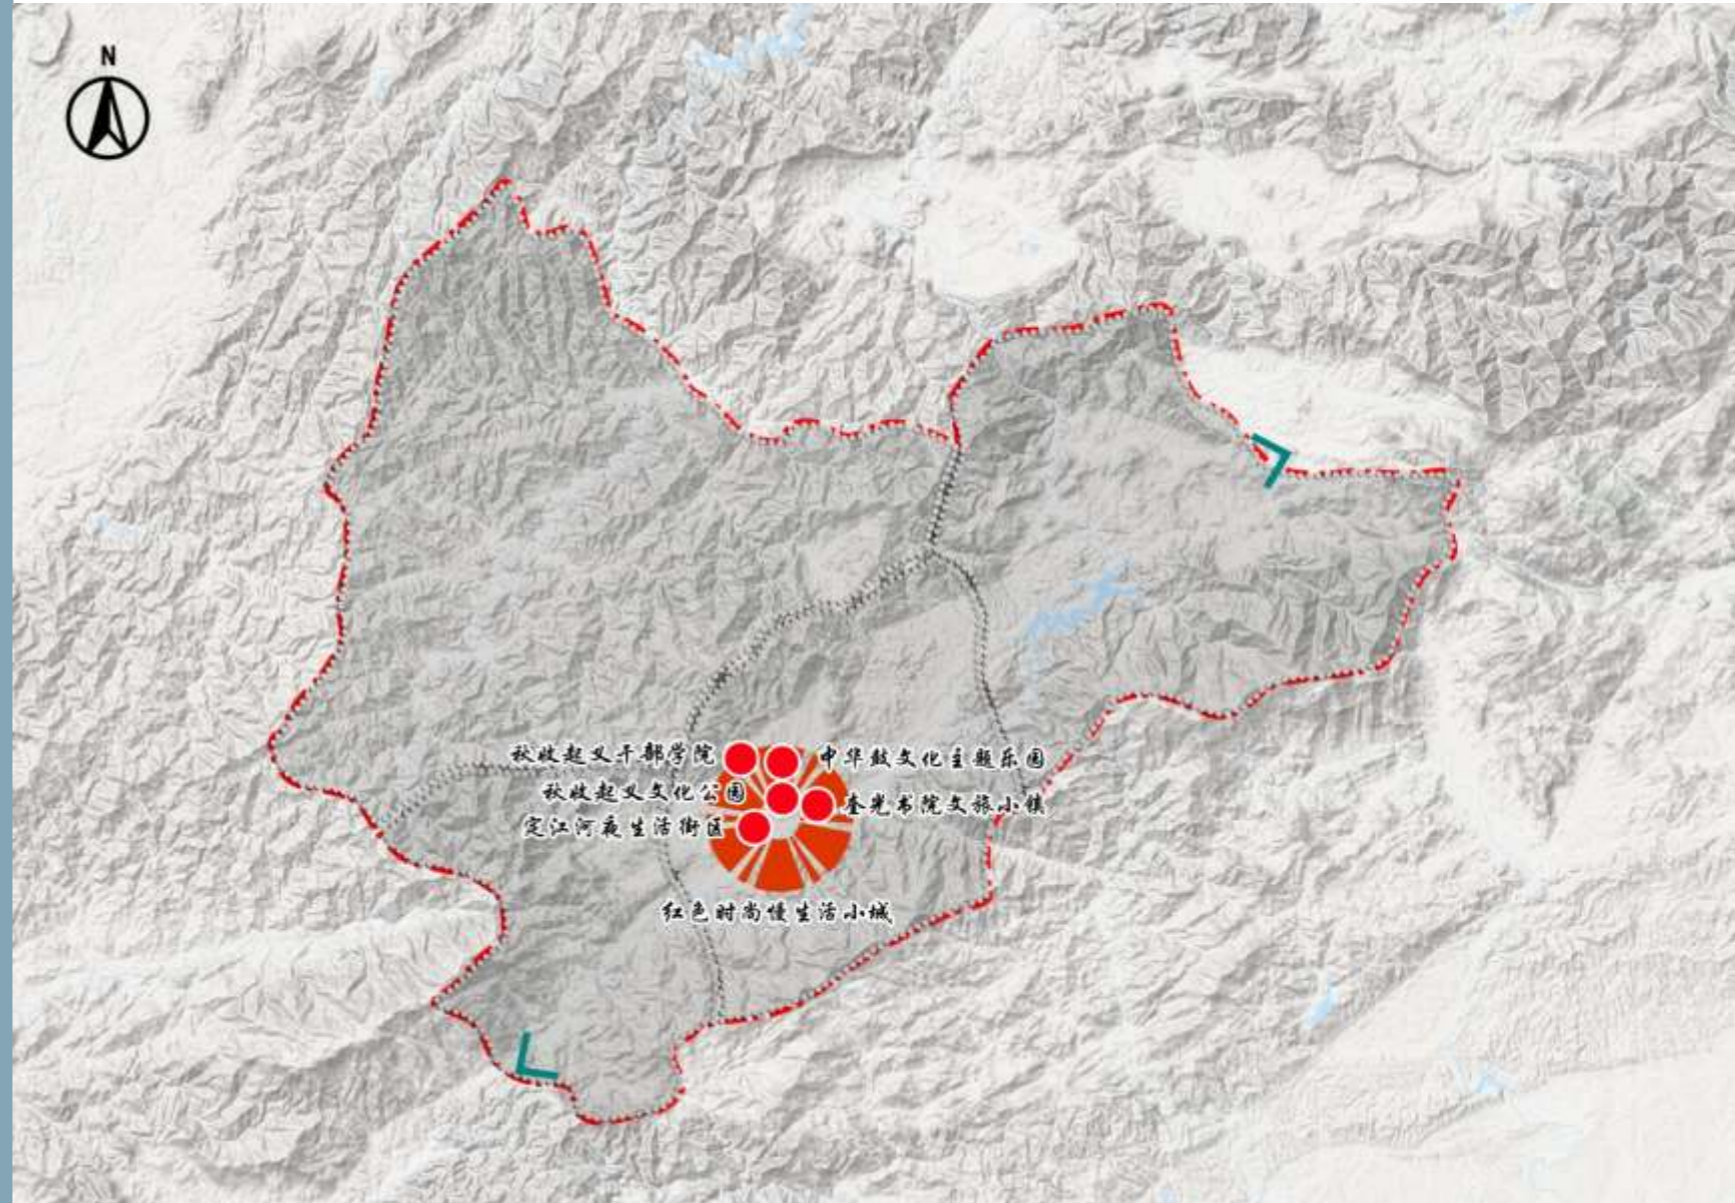 N
秋收起义干部学院
中华鼓文化主题乐园
秋收起义文化公园
奎光书院文旅小镇
定江河夜生活街区
红色时尚慢生活小城